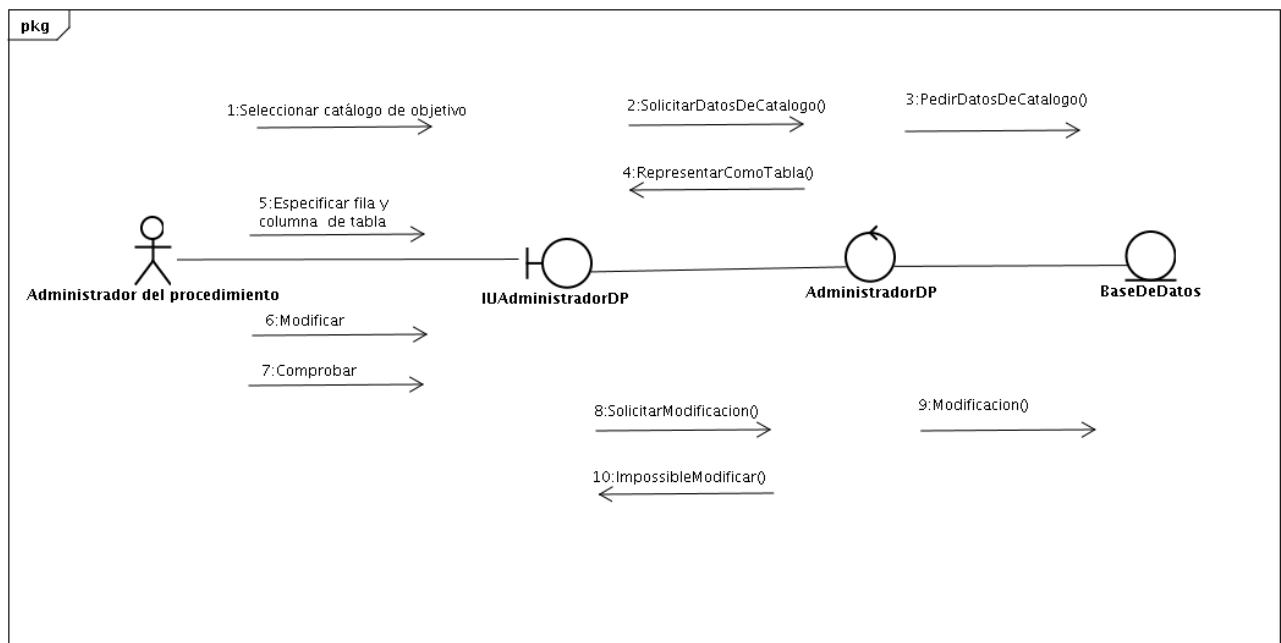 pkg
1:Seleccionar catálogo de objetivo
2:SolicitarDatosDeCatalogo()
3:PedirDatosDeCatalogo()
4:RepresentarComoTabla()
5:Especificar fila y
columna de tabla
Administrador del procedimiento
IUAdministradorDP
AdministradorDP
BaseDeDatos
6:Modificar
7:Comprobar
8:SolicitarModificacion()
9:Modificacion()
10:ImpossibleModificar()